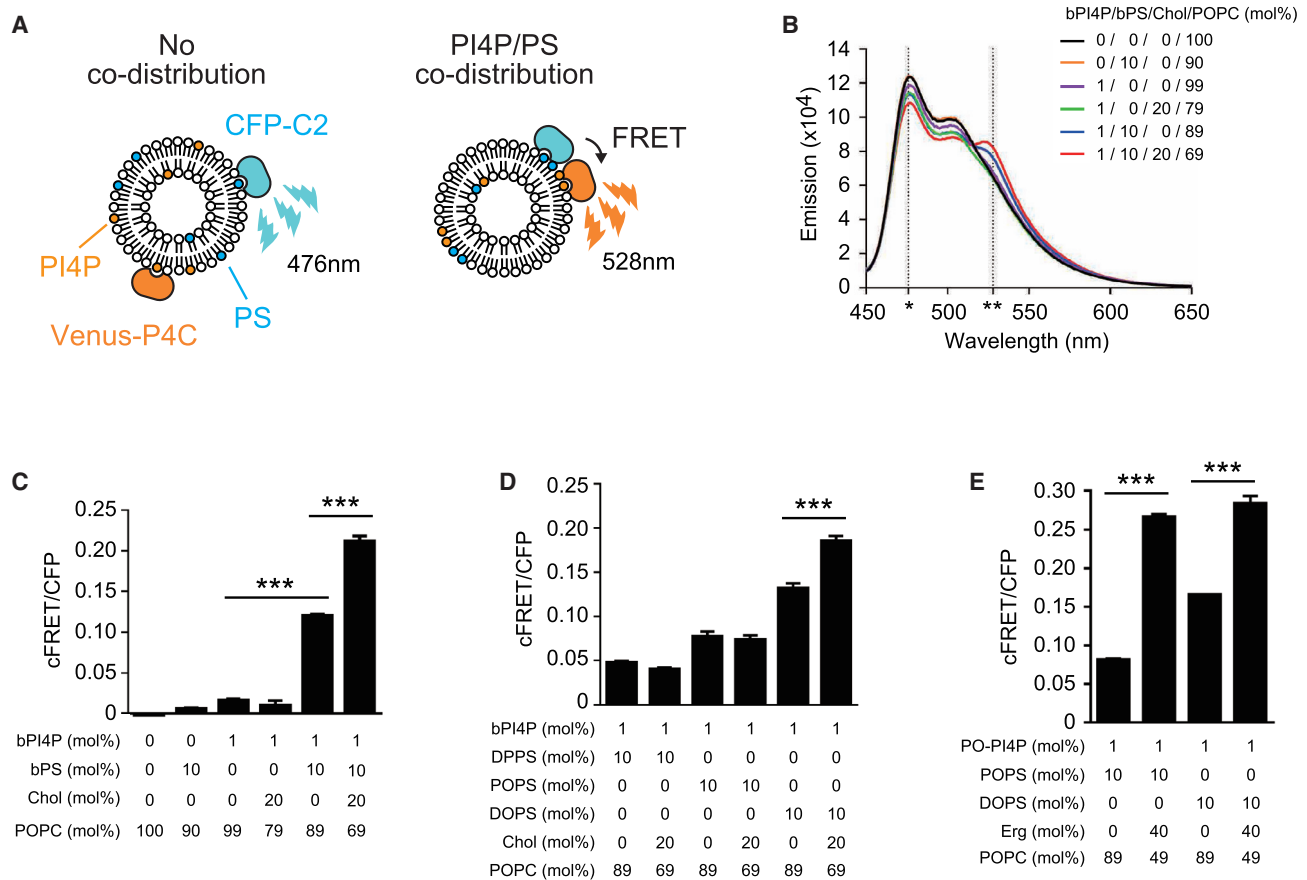 A
No
co-distribution
PI4P/PS
co-distribution
CFP-C2
FRET
PI4P
476nm
528nm
PS
Venus-P4C
B
bPI4P/bPS/Chol/POPC (mol%)
0 / 0 / 0 / 100
0 / 10 / 0 / 90
1 / 0 / 0 / 99
1 / 0 / 20 / 79
1 / 10 / 0 / 89
1 / 10 / 20 / 69
Emission (x10⁴)
14
12
10
8
6
4
2
0
450 * 500 ** 550 600 650
Wavelength (nm)
C
cFRET/CFP
0.25
0.20
0.15
0.10
0.05
0
***
***
bPI4P (mol%) 0 0 1 1 1 1
bPS (mol%) 0 10 0 0 10 10
Chol (mol%) 0 0 0 20 0 20
POPC (mol%) 100 90 99 79 89 69
D
cFRET/CFP
0.25
0.20
0.15
0.10
0.05
0
***
bPI4P (mol%) 1 1 1 1 1 1
DPPS (mol%) 10 10 0 0 0 0
POPS (mol%) 0 0 10 10 0 0
DOPS (mol%) 0 0 0 0 10 10
Chol (mol%) 0 20 0 20 0 20
POPC (mol%) 89 69 89 69 89 69
E
cFRET/CFP
0.30
0.25
0.20
0.15
0.10
0.05
0
***
***
PO-PI4P (mol%) 1 1 1 1
POPS (mol%) 10 10 0 0
DOPS (mol%) 0 0 10 10
Erg (mol%) 0 40 0 40
POPC (mol%) 89 49 89 49